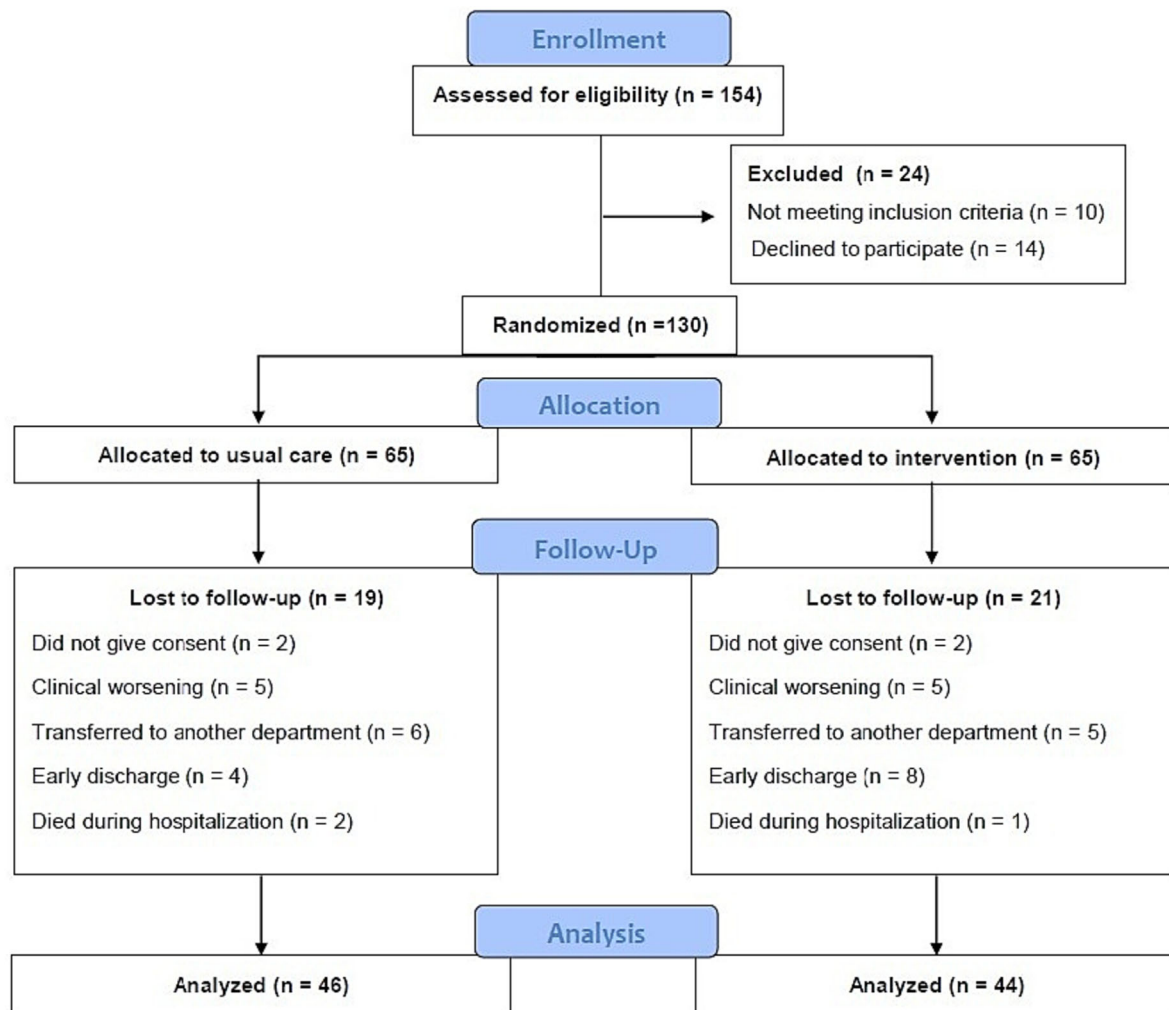 Enrollment
Assessed for eligibility (n = 154)
Excluded (n = 24)
Not meeting inclusion criteria (n = 10)
Declined to participate (n = 14)
Randomized (n =130)
Allocation
Allocated to usual care (n = 65)
Allocated to intervention (n = 65)
Follow-Up
Lost to follow-up (n = 19)
Did not give consent (n = 2)
Clinical worsening (n = 5)
Transferred to another department (n = 6)
Early discharge (n = 4)
Died during hospitalization (n = 2)
Lost to follow-up (n = 21)
Did not give consent (n = 2)
Clinical worsening (n = 5)
Transferred to another department (n = 5)
Early discharge (n = 8)
Died during hospitalization (n = 1)
Analysis
Analyzed (n = 46)
Analyzed (n = 44)